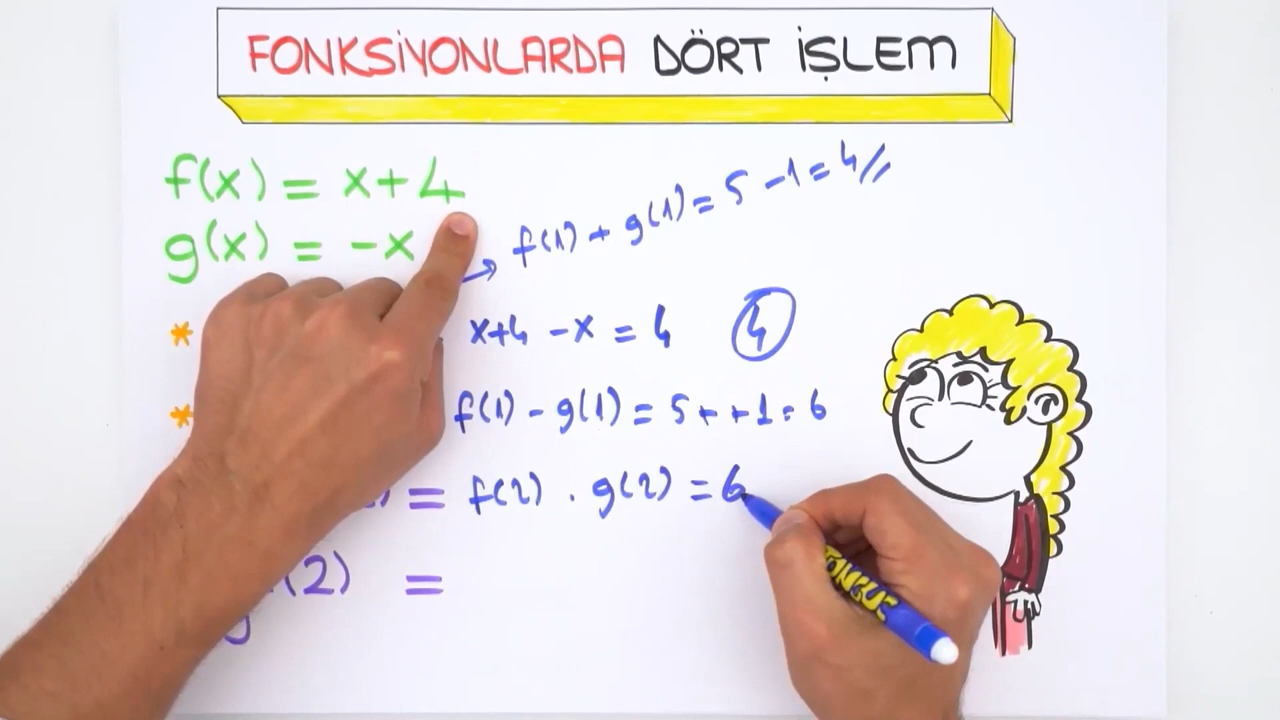 FONKSİYONLARDA DÖRT İŞLEM
f(x) = x+4
g(x) = -x
→ f(1) + g(1) = 5 -1 = 4//
* x+4 -x = 4 4
* f(1) - g(1) = 5 + +1 = 6
) = f(2) . g(2) = 6
(2) =
TONGUÇ